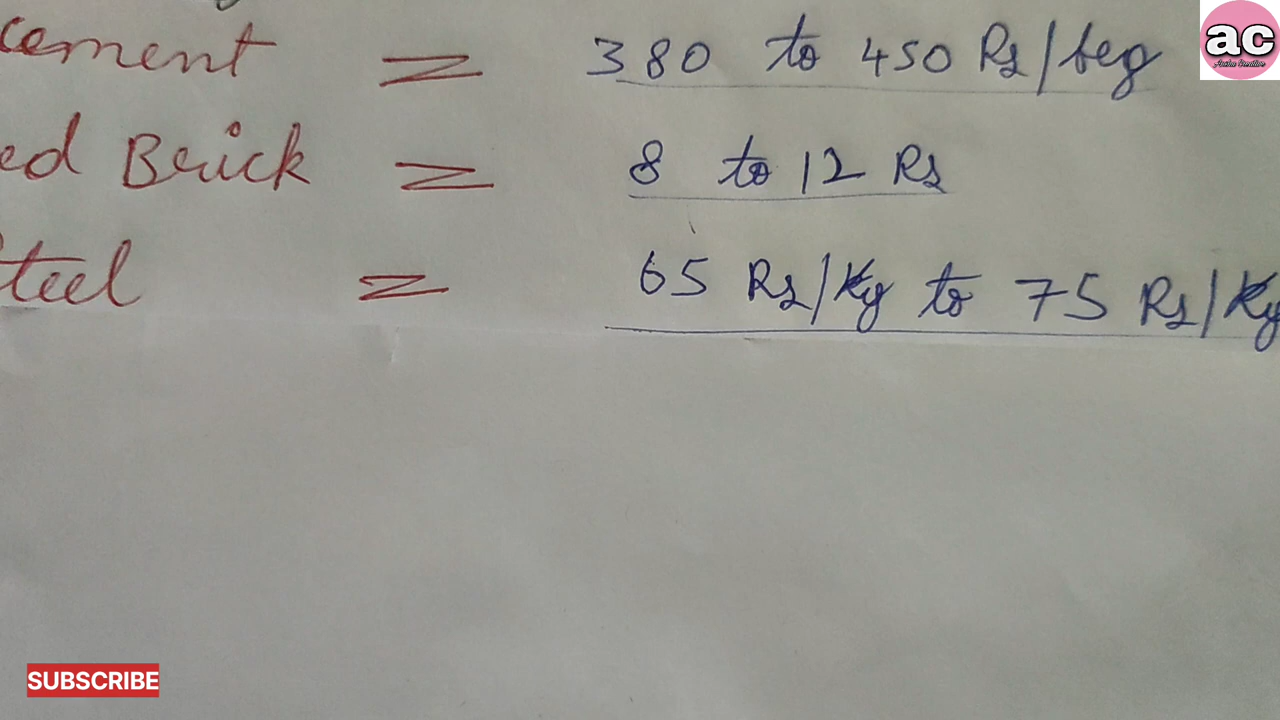 cement = 380 to 450 Rs/beg
ed Brick = 8 to 12 Rs
teel = 65 Rs/Kg to 75 Rs/Kg
ac
SUBSCRIBE